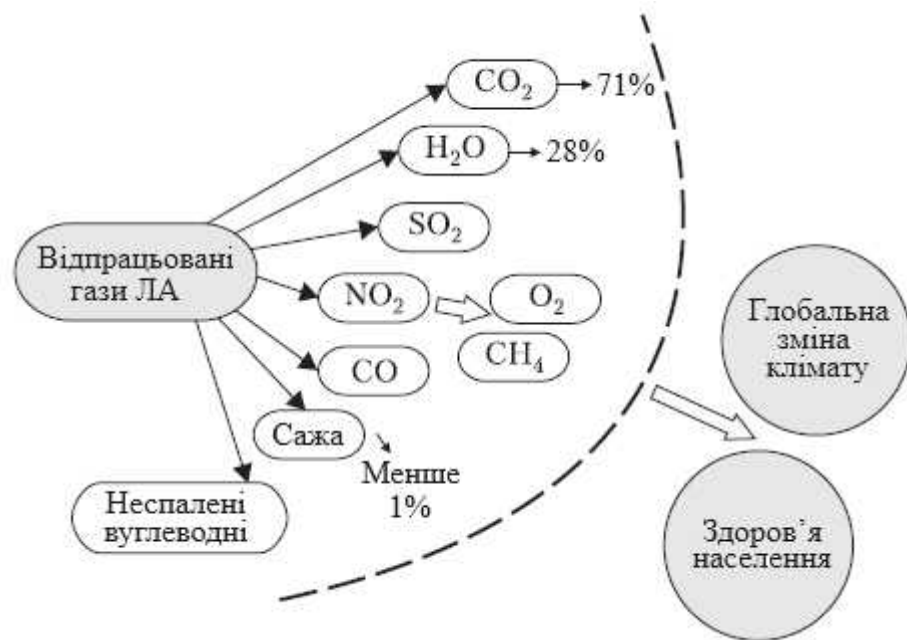 CO₂
71%
H₂O
28%
SO₂
Відпрацьовані
гази ЛА
NO₂
O₂
CH₄
CO
Сажа
Менше
1%
Неспалені
вуглеводні
Глобальна
зміна
клімату
Здоров’я
населення